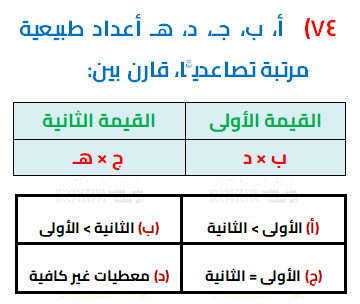 ٧٤) أ، ب، جـ، د، هـ أعداد طبيعية
مرتبة تصاعديًّا، قارن بين:
القيمة الأولى القيمة الثانية
ب × د ج × هـ
(أ) الأولى > الثانية (ب) الثانية > الأولى
(ج) الأولى = الثانية (د) معطيات غير كافية